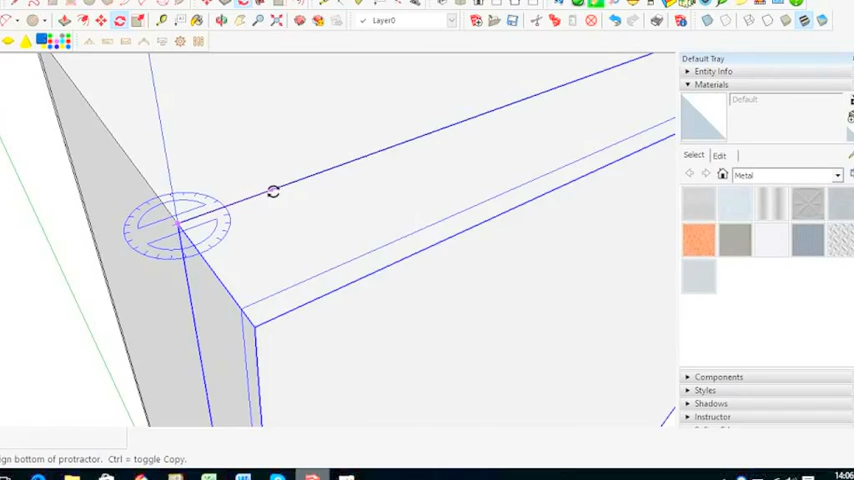 Layer0
Default Tray
Entity Info
Materials
Default
Select Edit
Metal
Components
Styles
Shadows
Instructor
ign bottom of protractor. Ctrl = toggle Copy.
14:06